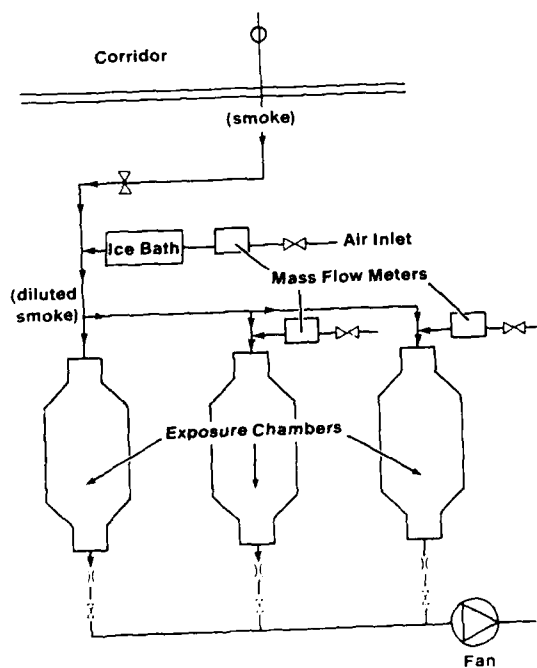 Corridor
(smoke)
Ice Bath
Air Inlet
Mass Flow Meters
(diluted
smoke)
Exposure Chambers
Fan